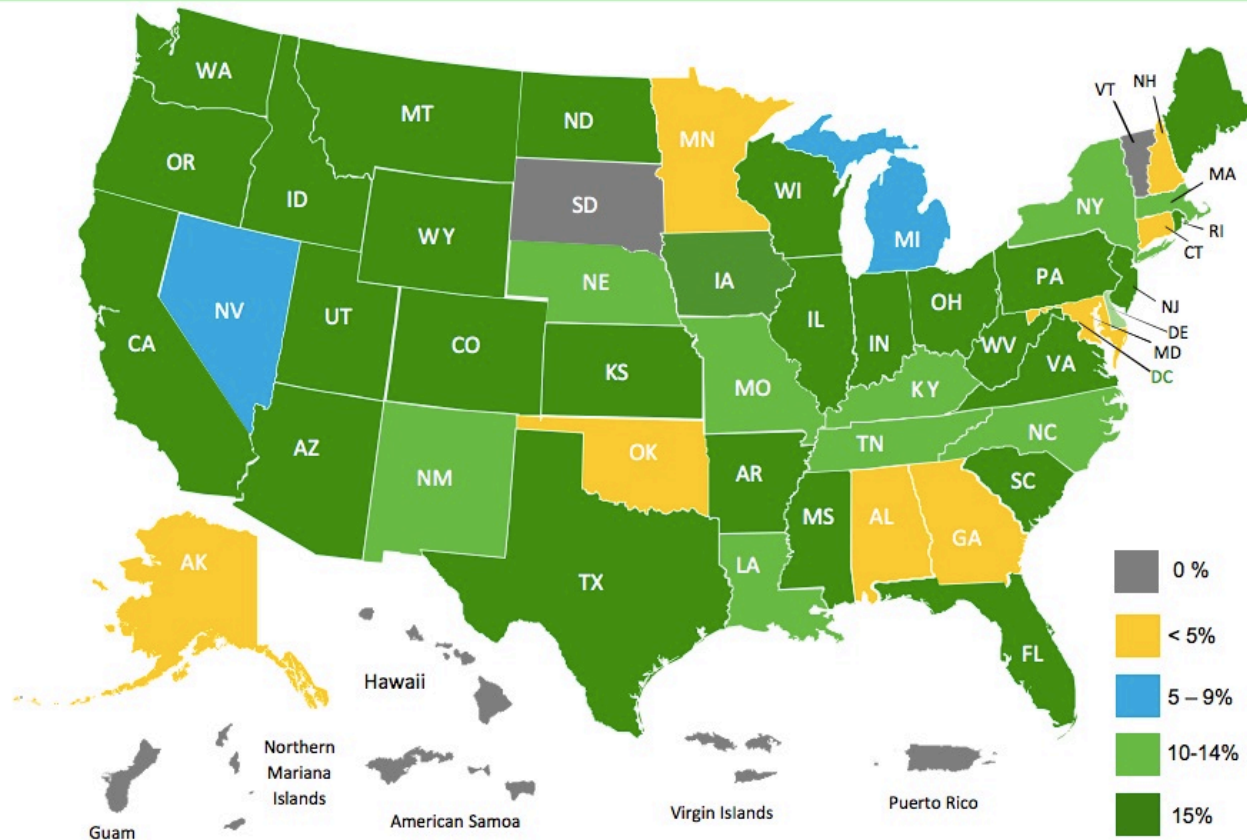 WA
MT
ND
MN
VT
NH
OR
ID
SD
WI
MA
WY
NY
MI
RI
CT
NE
IA
PA
NV
UT
IL
IN
OH
NJ
CA
CO
DE
WV
MD
KS
VA
DC
MO
KY
AZ
NM
OK
TN
NC
AR
SC
MS
AL
GA
AK
LA
TX
0 %
< 5%
FL
Hawaii
5 – 9%
10-14%
15%
Northern
Mariana
Islands
Guam
American Samoa
Virgin Islands
Puerto Rico